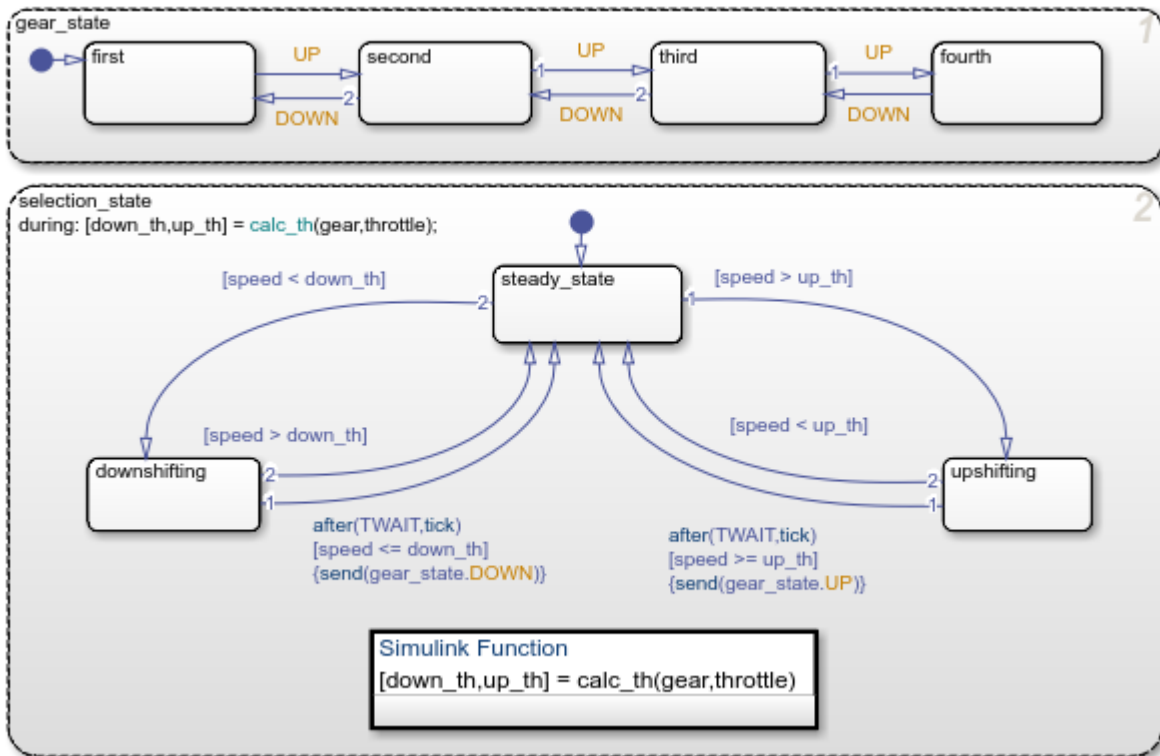 gear_state
1
first
UP
second
UP
third
UP
fourth
1
1
2
2
DOWN
DOWN
DOWN
selection_state
2
during: [down_th,up_th] = calc_th(gear,throttle);
[speed < down_th]
steady_state
[speed > up_th]
2
1
[speed > down_th]
[speed < up_th]
downshifting
2
1
upshifting
2
1
after(TWAIT,tick)
[speed <= down_th]
{send(gear_state.DOWN)}
after(TWAIT,tick)
[speed >= up_th]
{send(gear_state.UP)}
Simulink Function
[down_th,up_th] = calc_th(gear,throttle)